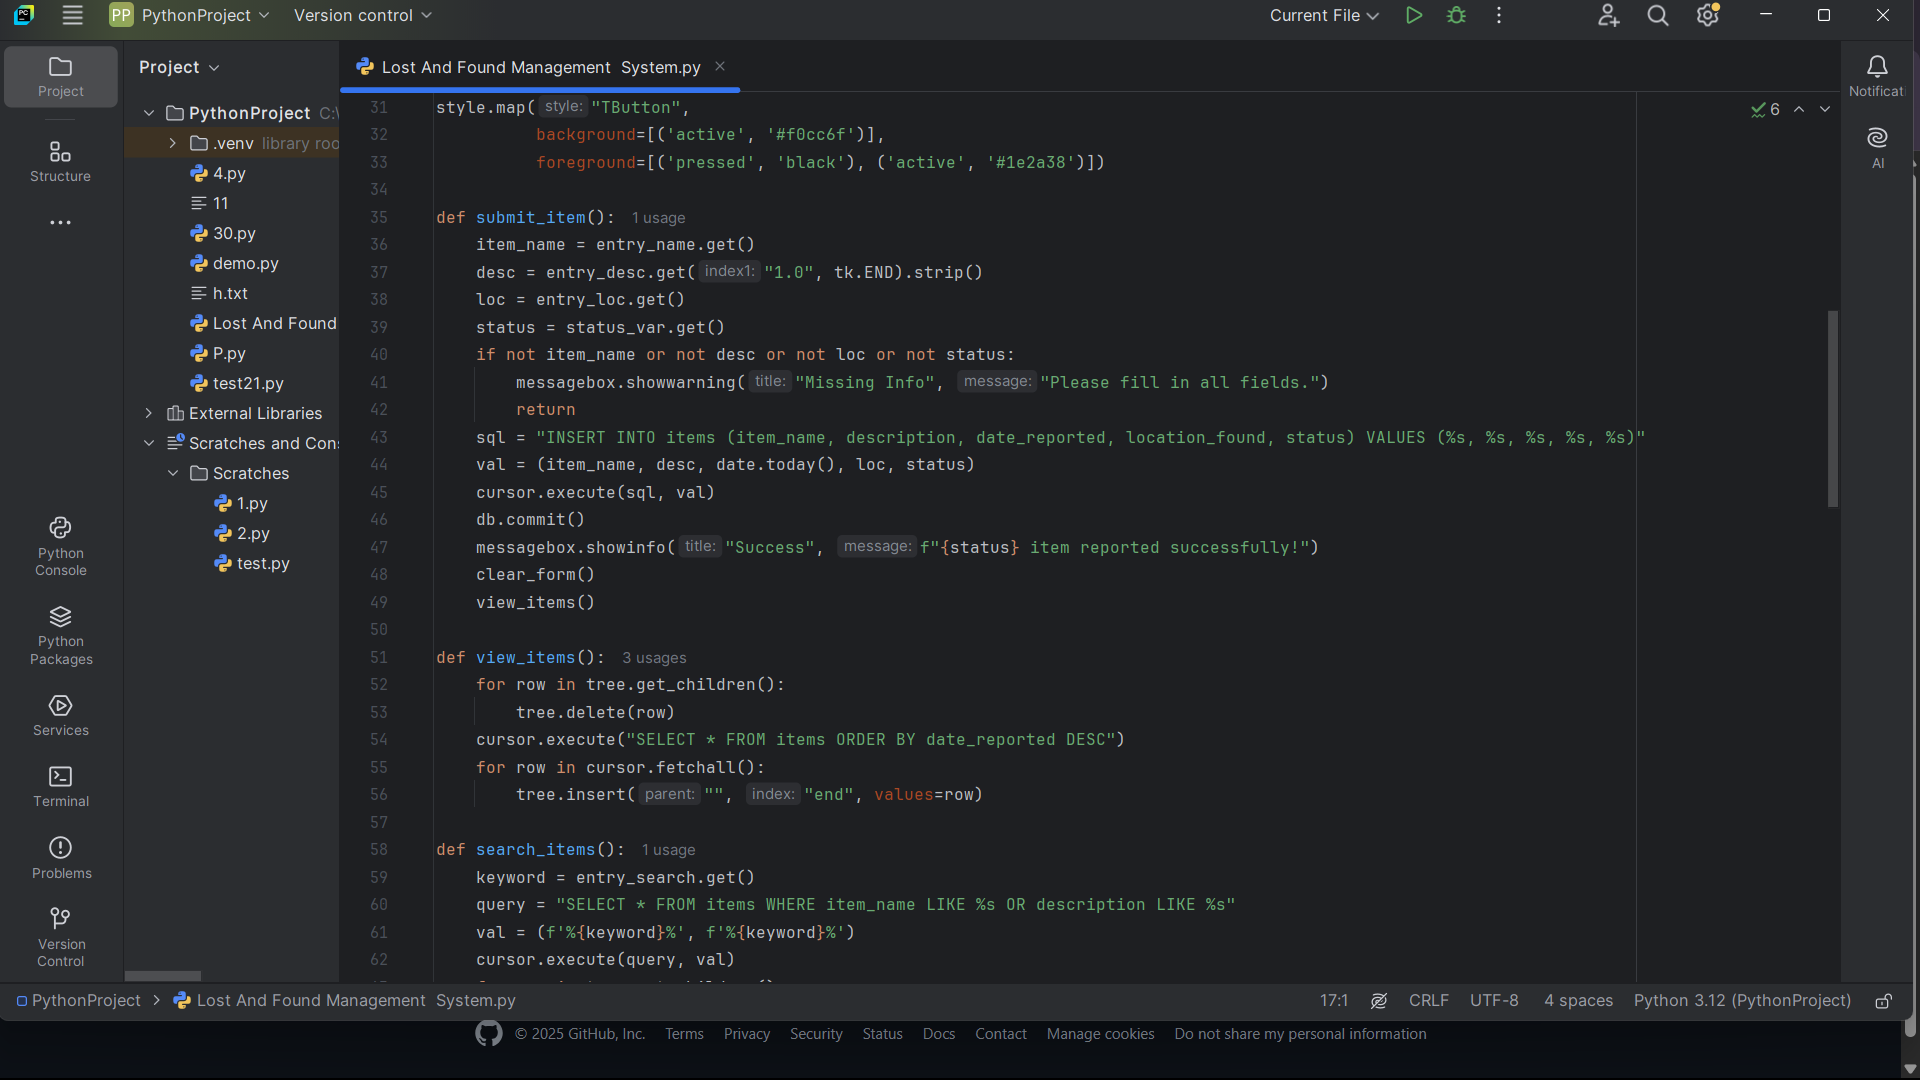 PC
PP PythonProject Version control Current File
Project Project Lost And Found Management System.py Notificat
PythonProject C:\
.venv library roo
4.py
11
30.py
demo.py
h.txt
Lost And Found
P.py
test21.py
External Libraries
Scratches and Con
Scratches
1.py
2.py
test.py
Structure
Python Console
Python Packages
Services
Terminal
Problems
Version Control
AI
6
31 style.map( style: "TButton",
32 background=[('active', '#f0cc6f')],
33 foreground=[('pressed', 'black'), ('active', '#1e2a38')])
34
35 def submit_item(): 1 usage
36 item_name = entry_name.get()
37 desc = entry_desc.get( index1: "1.0", tk.END).strip()
38 loc = entry_loc.get()
39 status = status_var.get()
40 if not item_name or not desc or not loc or not status:
41 messagebox.showwarning( title: "Missing Info", message: "Please fill in all fields.")
42 return
43 sql = "INSERT INTO items (item_name, description, date_reported, location_found, status) VALUES (%s, %s, %s, %s, %s)"
44 val = (item_name, desc, date.today(), loc, status)
45 cursor.execute(sql, val)
46 db.commit()
47 messagebox.showinfo( title: "Success", message: f"{status} item reported successfully!")
48 clear_form()
49 view_items()
50
51 def view_items(): 3 usages
52 for row in tree.get_children():
53 tree.delete(row)
54 cursor.execute("SELECT * FROM items ORDER BY date_reported DESC")
55 for row in cursor.fetchall():
56 tree.insert( parent: "", index: "end", values=row)
57
58 def search_items(): 1 usage
59 keyword = entry_search.get()
60 query = "SELECT * FROM items WHERE item_name LIKE %s OR description LIKE %s"
61 val = (f'%{keyword}%', f'%{keyword}%')
62 cursor.execute(query, val)
PythonProject > Lost And Found Management System.py 17:1 CRLF UTF-8 4 spaces Python 3.12 (PythonProject)
© 2025 GitHub, Inc. Terms Privacy Security Status Docs Contact Manage cookies Do not share my personal information